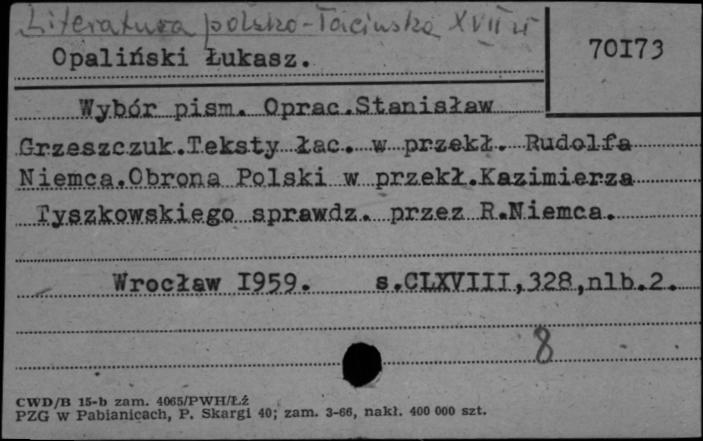 Literatura polsko-łacińska XVII w
Opaliński Łukasz.
70I73
Wybór pism. Oprac.Stanisław
Grzeszczuk.Teksty łac. w przekł. Rudolfa
Niemca.Obrona Polski w przekł.Kazimierza
Tyszkowskiego sprawdz. przez R.Niemca.
Wrocław I959. s.CLXVIII,328,nlb.2.
8
CWD/B 15-b zam. 4065/PWH/Łż
PZG w Pabianicach, P. Skargi 40; zam. 3-66, nakł. 400 000 szt.